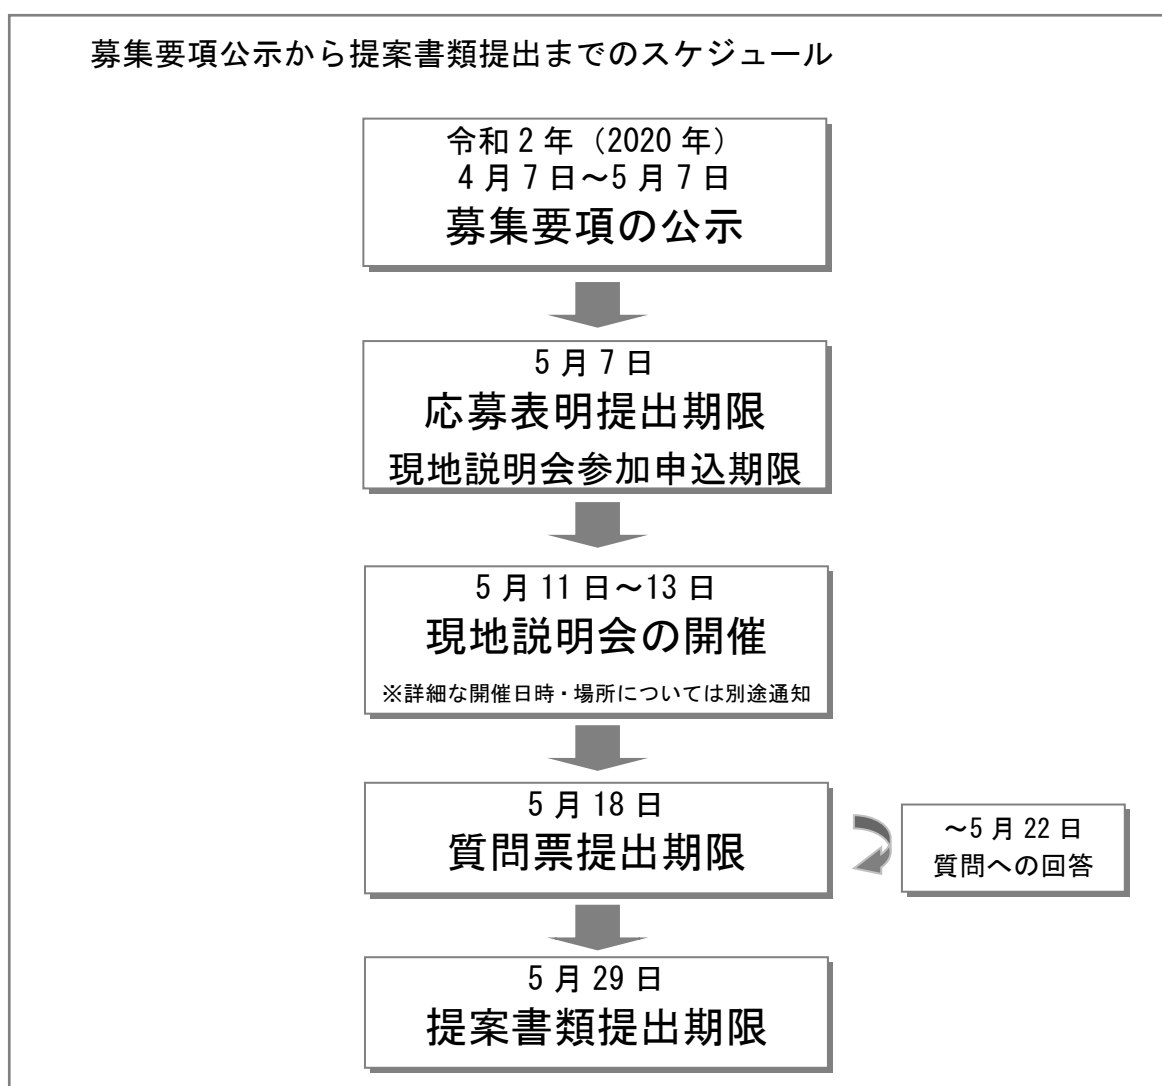 募集要項公示から提案書類提出までのスケジュール
令和２年（2020 年）
４月７日～5 月７日
募集要項の公示
5 月７日
応募表明提出期限
現地説明会参加申込期限
5 月 11 日～13 日
現地説明会の開催
※詳細な開催日時・場所については別途通知
5 月 18 日
質問票提出期限
～5 月 22 日
質問への回答
5 月 29 日
提案書類提出期限